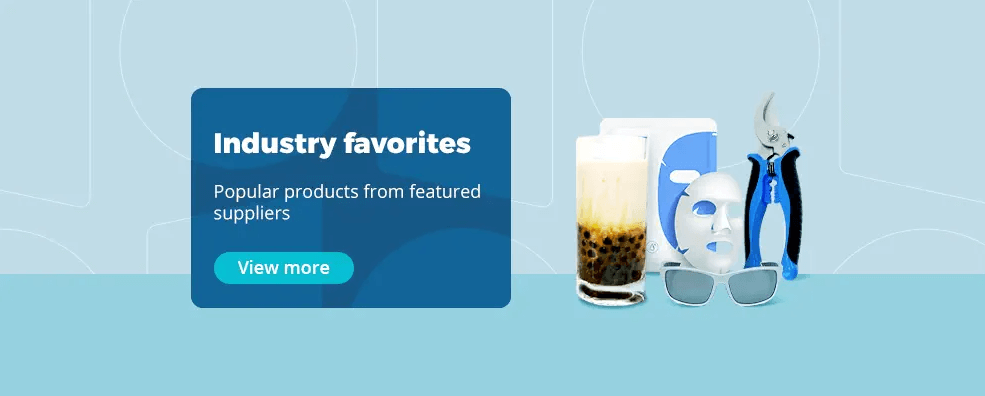 Industry favorites
Popular products from featured
suppliers
View more